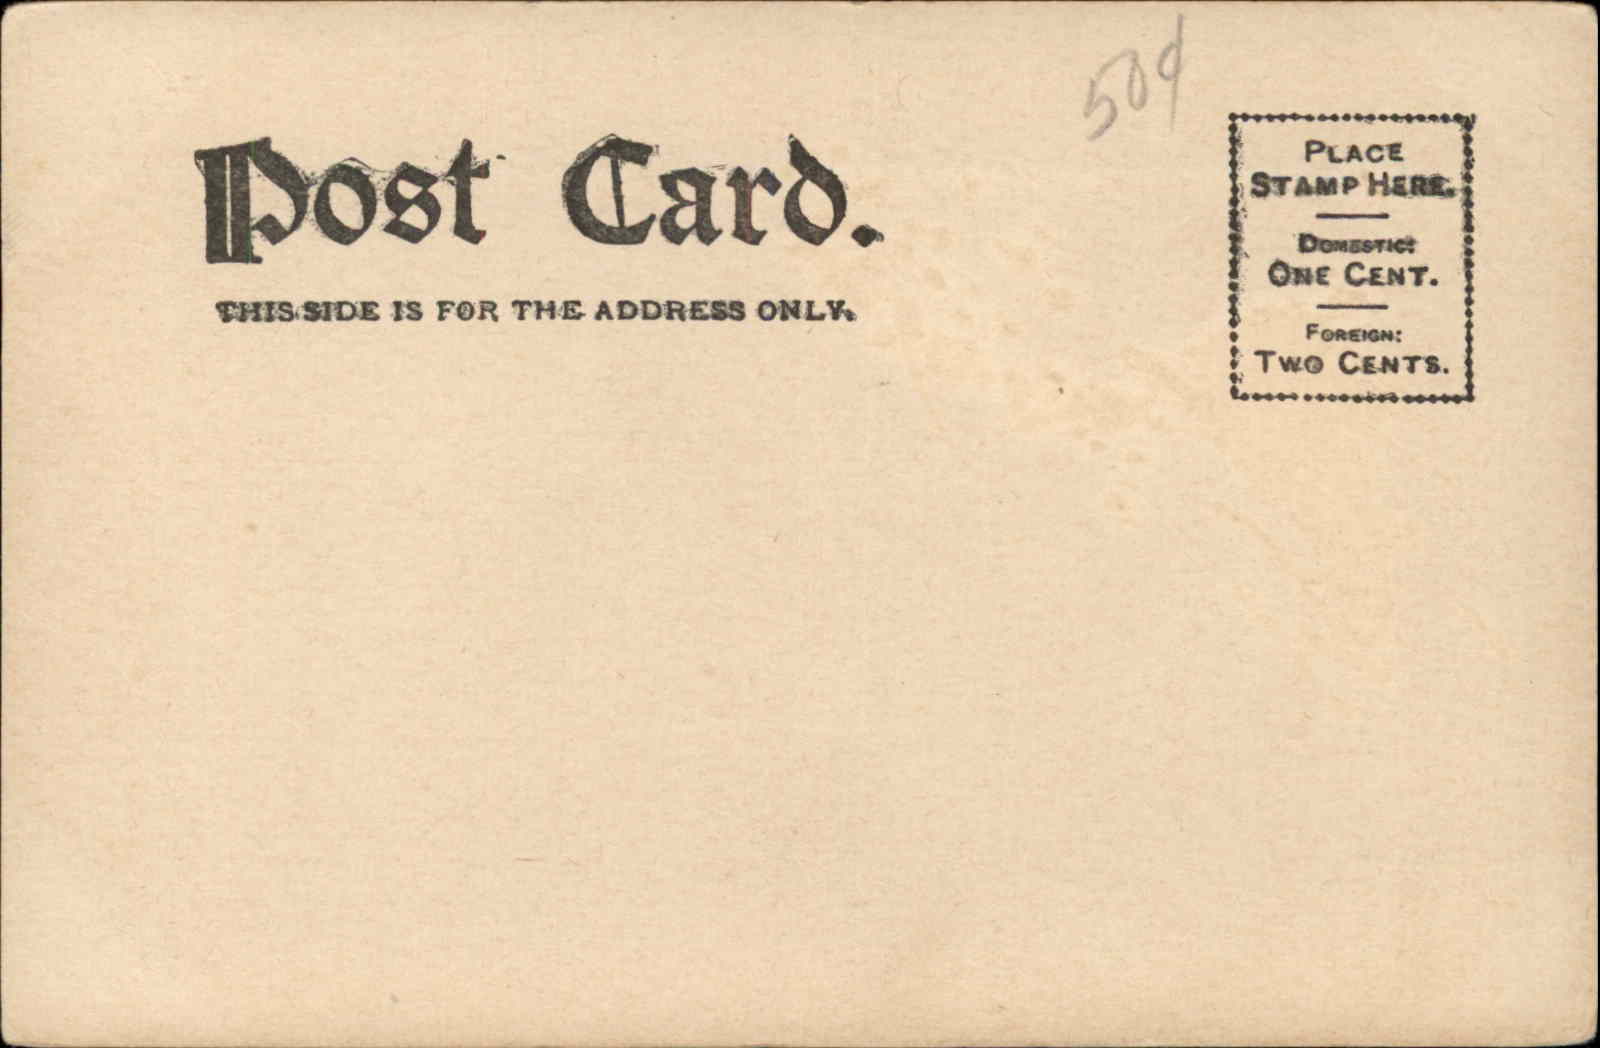 50¢
Post Card.
THIS SIDE IS FOR THE ADDRESS ONLY.
PLACE
STAMP HERE.
DOMESTIC:
ONE CENT.
FOREIGN:
TWO CENTS.